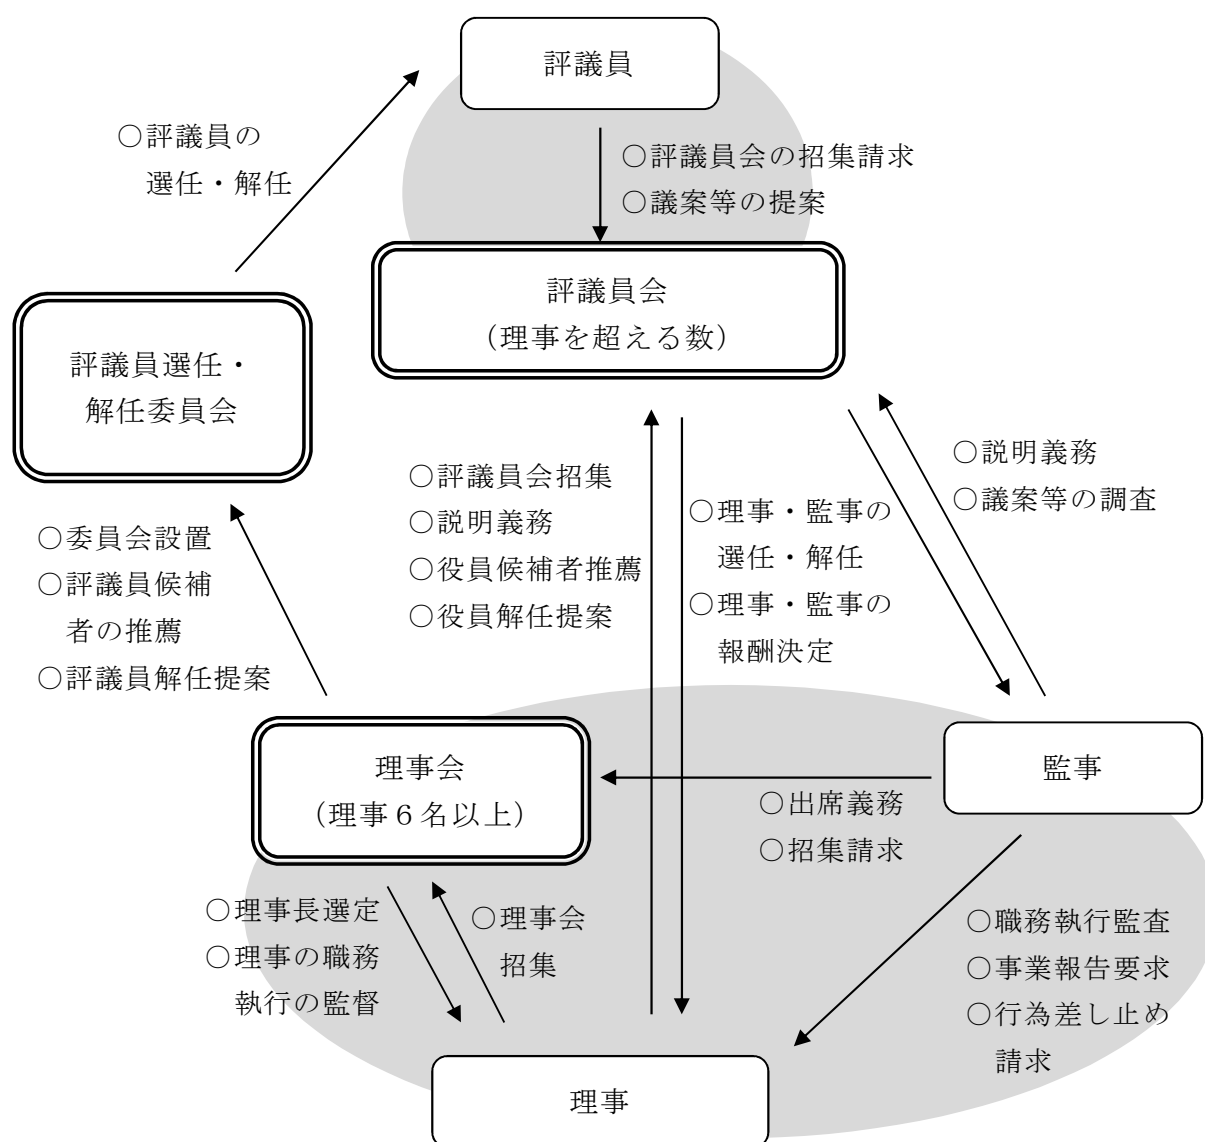 評議員
○評議員の
選任・解任
○評議員会の招集請求
○議案等の提案
評議員会
（理事を超える数）
評議員選任・
解任委員会
○説明義務
○議案等の調査
○評議員会招集
○説明義務
○役員候補者推薦
○役員解任提案
○理事・監事の
選任・解任
○理事・監事の
報酬決定
○委員会設置
○評議員候補
者の推薦
○評議員解任提案
理事会
（理事６名以上）
監事
○出席義務
○招集請求
○理事長選定
○理事の職務
執行の監督
○理事会
招集
○職務執行監査
○事業報告要求
○行為差し止め
請求
理事